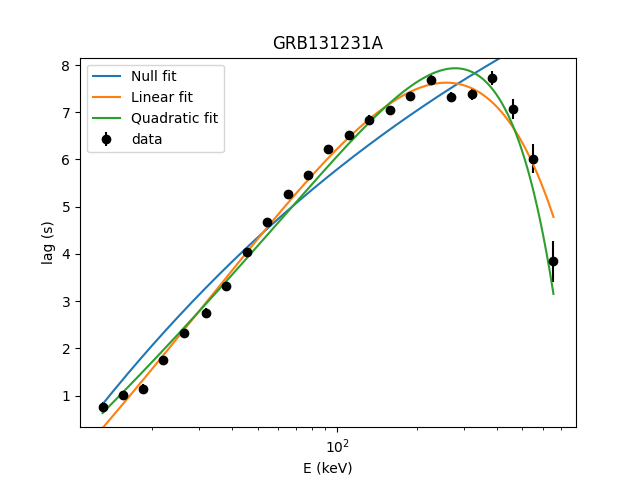 GRB131231A
Null fit
Linear fit
Quadratic fit
data
lag (s)
8
7
6
5
4
3
2
1
10²
E (keV)